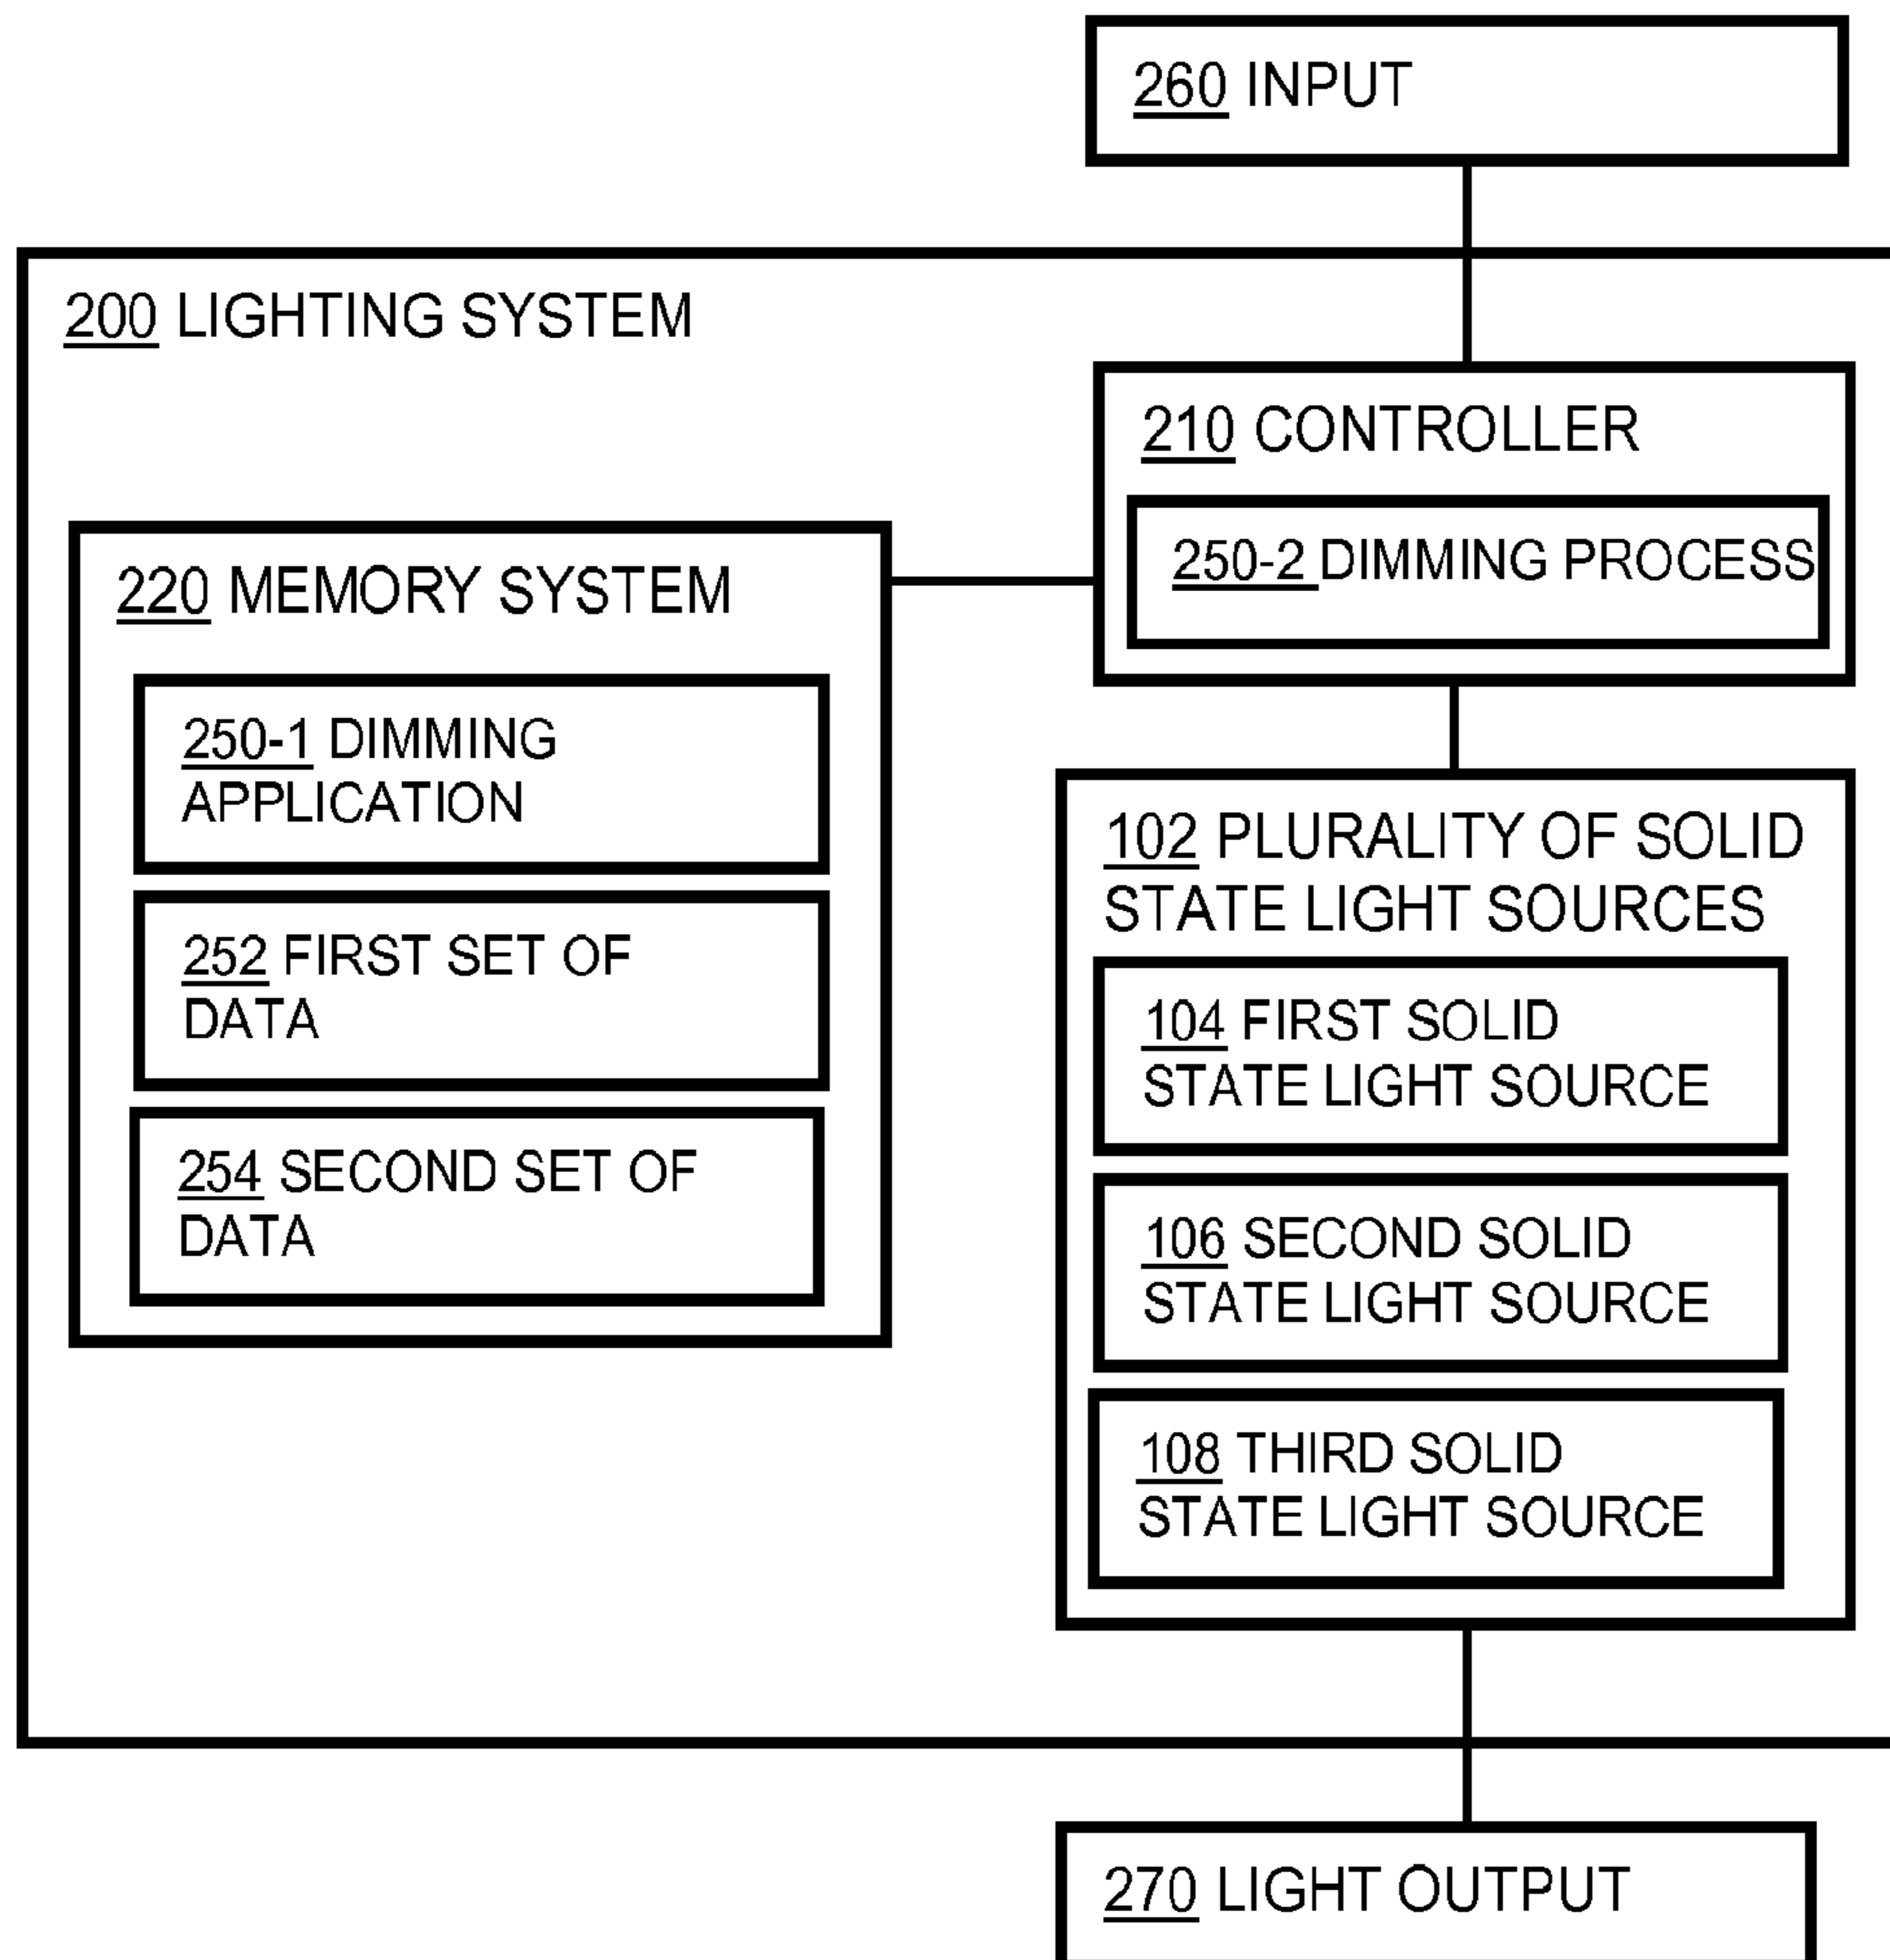 260 INPUT
200 LIGHTING SYSTEM
210 CONTROLLER
250-2 DIMMING PROCESS
220 MEMORY SYSTEM
250-1 DIMMING
APPLICATION
252 FIRST SET OF
DATA
254 SECOND SET OF
DATA
102 PLURALITY OF SOLID
STATE LIGHT SOURCES
104 FIRST SOLID
STATE LIGHT SOURCE
106 SECOND SOLID
STATE LIGHT SOURCE
108 THIRD SOLID
STATE LIGHT SOURCE
270 LIGHT OUTPUT